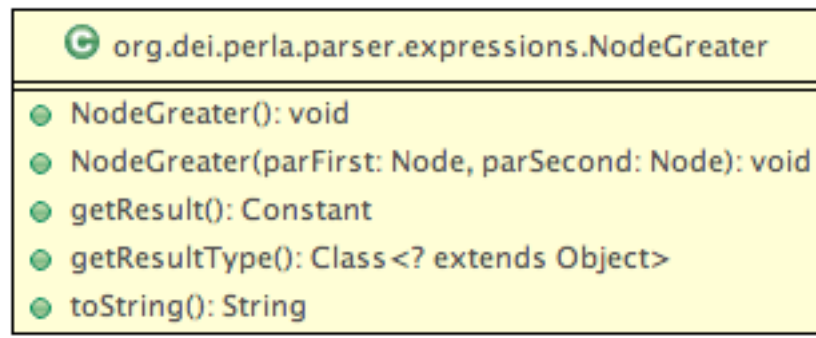 C org.dei.perla.parser.expressions.NodeGreater
NodeGreater(): void
NodeGreater(parFirst: Node, parSecond: Node): void
getResult(): Constant
getResultType(): Class<? extends Object>
toString(): String